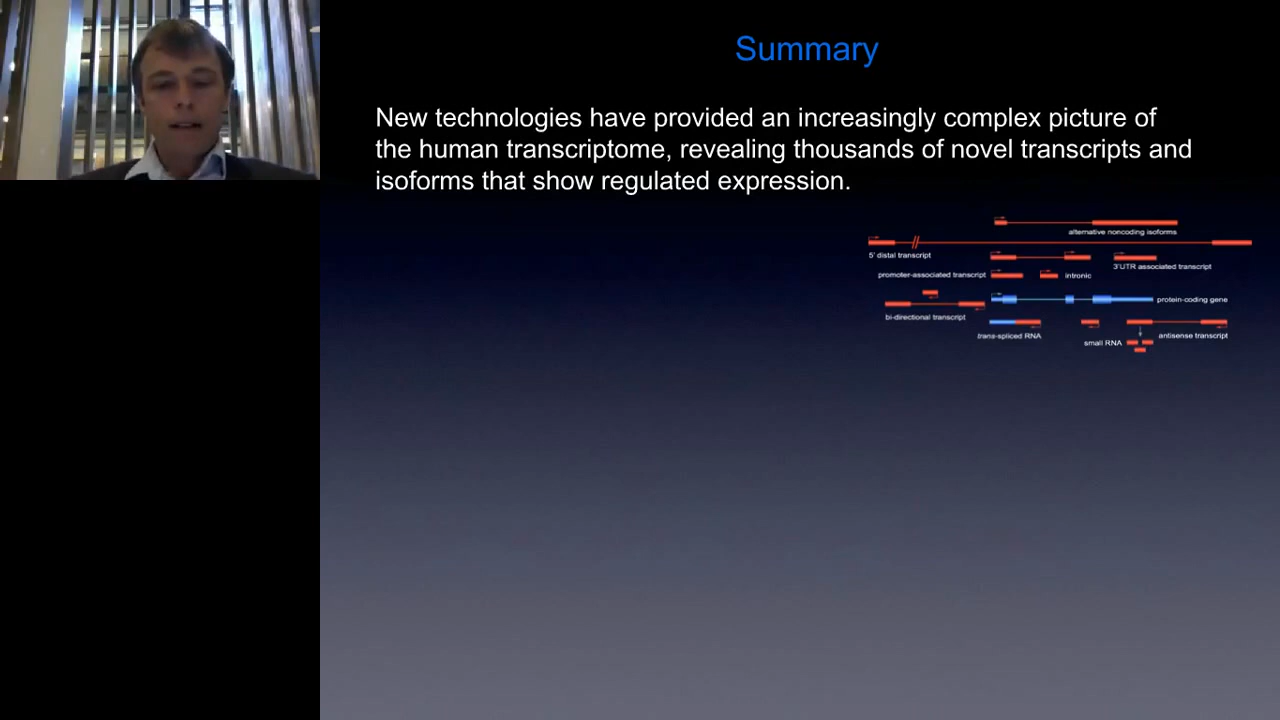 Summary
New technologies have provided an increasingly complex picture of
the human transcriptome, revealing thousands of novel transcripts and
isoforms that show regulated expression.
alternative noncoding isoforms
5' distal transcript
3'UTR associated transcript
promoter-associated transcript
intronic
protein-coding gene
bi-directional transcript
trans-spliced RNA
small RNA
antisense transcript